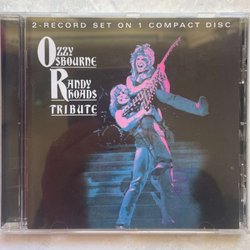 2-RECORD SET ON 1 COMPACT DISC
OZZY
OSBOURNE
RANDY
RHOADS
TRIBUTE